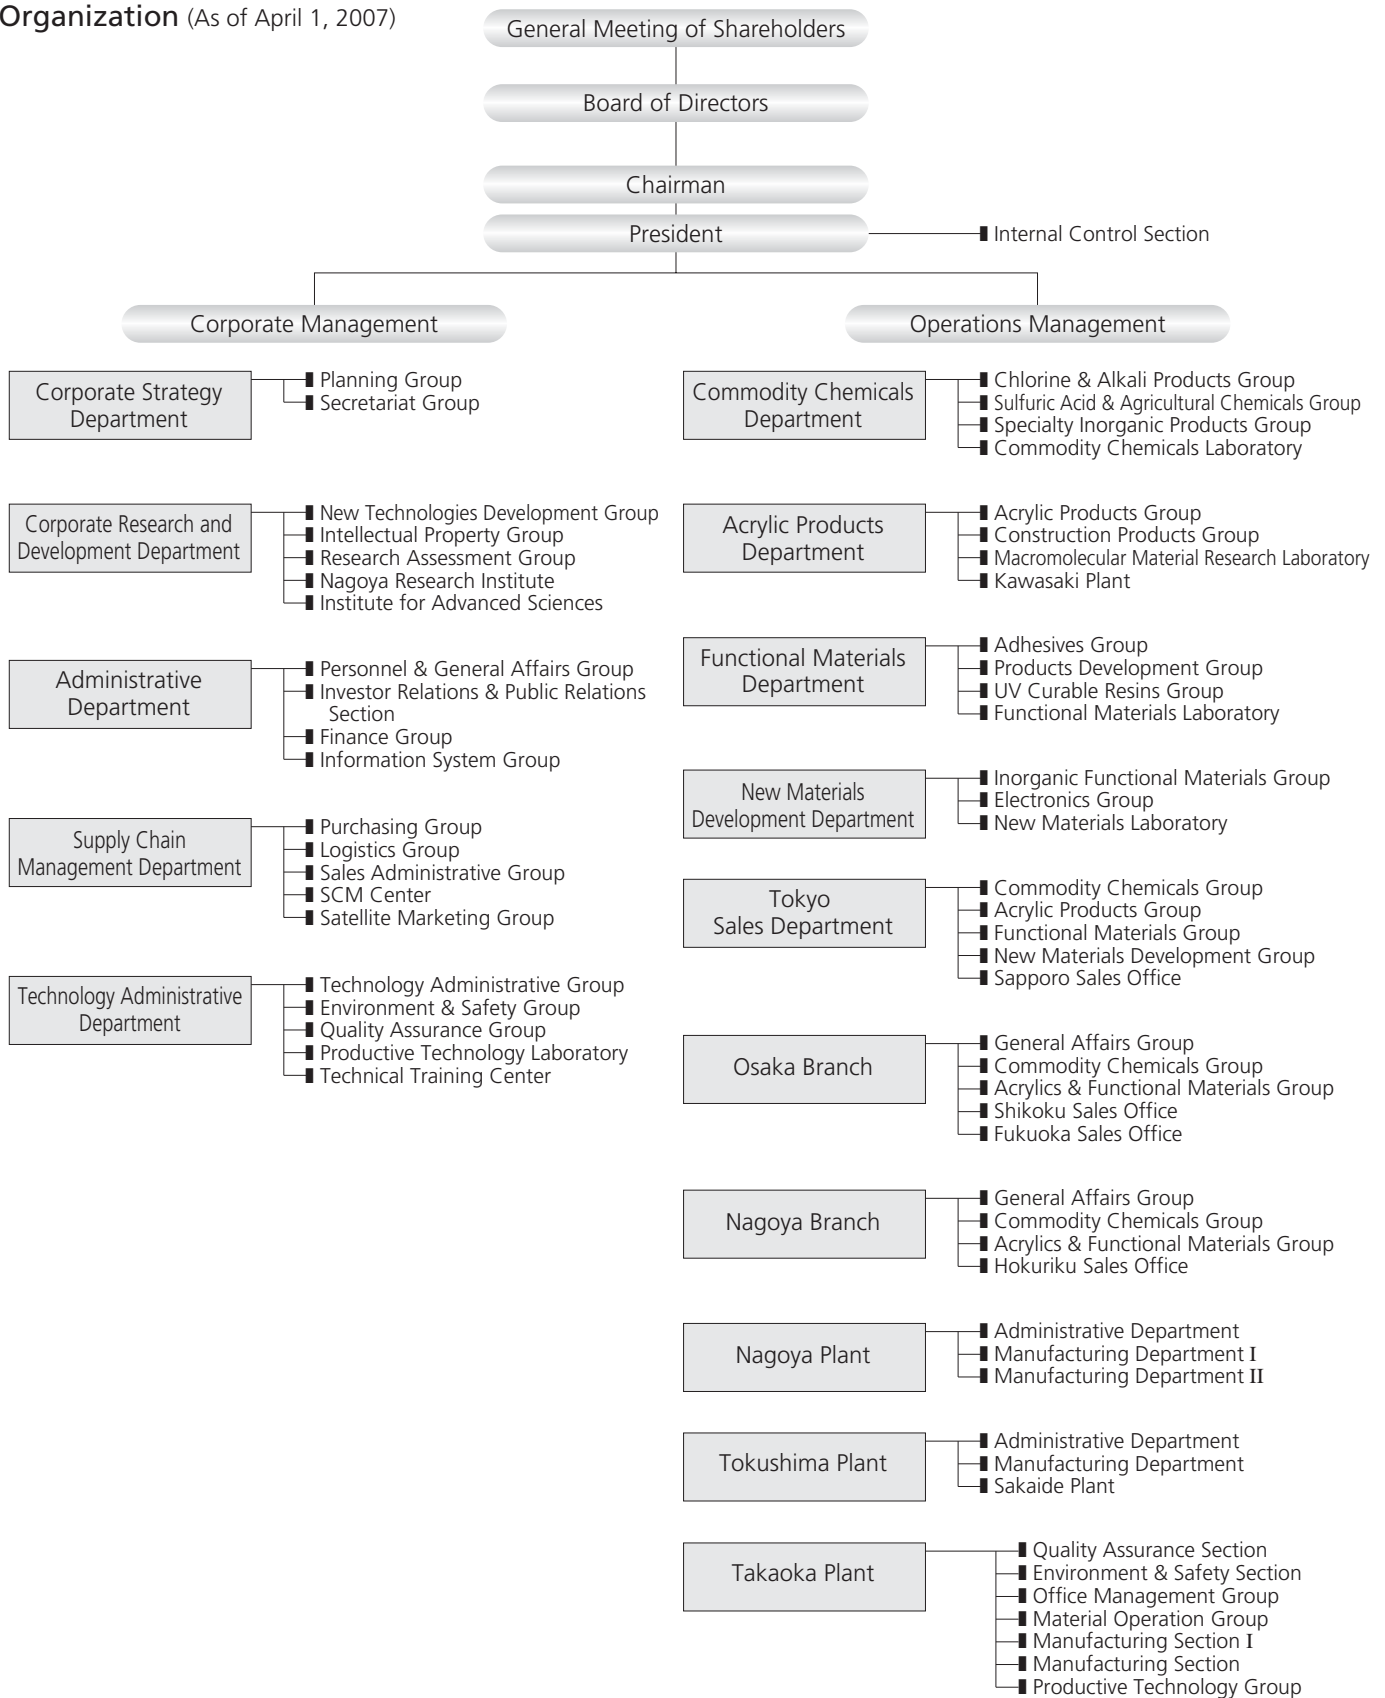 Organization (As of April 1, 2007)
General Meeting of Shareholders
Board of Directors
Chairman
President
Internal Control Section
Corporate Management
Corporate Strategy
Department
Planning Group
Secretariat Group
Corporate Research and
Development Department
New Technologies Development Group
Intellectual Property Group
Research Assessment Group
Nagoya Research Institute
Institute for Advanced Sciences
Administrative
Department
Personnel & General Affairs Group
Investor Relations & Public Relations
Section
Finance Group
Information System Group
Supply Chain
Management Department
Purchasing Group
Logistics Group
Sales Administrative Group
SCM Center
Satellite Marketing Group
Technology Administrative
Department
Technology Administrative Group
Environment & Safety Group
Quality Assurance Group
Productive Technology Laboratory
Technical Training Center
Operations Management
Commodity Chemicals
Department
Chlorine & Alkali Products Group
Sulfuric Acid & Agricultural Chemicals Group
Specialty Inorganic Products Group
Commodity Chemicals Laboratory
Acrylic Products
Department
Acrylic Products Group
Construction Products Group
Macromolecular Material Research Laboratory
Kawasaki Plant
Functional Materials
Department
Adhesives Group
Products Development Group
UV Curable Resins Group
Functional Materials Laboratory
New Materials
Development Department
Inorganic Functional Materials Group
Electronics Group
New Materials Laboratory
Tokyo
Sales Department
Commodity Chemicals Group
Acrylic Products Group
Functional Materials Group
New Materials Development Group
Sapporo Sales Office
Osaka Branch
General Affairs Group
Commodity Chemicals Group
Acrylics & Functional Materials Group
Shikoku Sales Office
Fukuoka Sales Office
Nagoya Branch
General Affairs Group
Commodity Chemicals Group
Acrylics & Functional Materials Group
Hokuriku Sales Office
Nagoya Plant
Administrative Department
Manufacturing Department I
Manufacturing Department II
Tokushima Plant
Administrative Department
Manufacturing Department
Sakaide Plant
Takaoka Plant
Quality Assurance Section
Environment & Safety Section
Office Management Group
Material Operation Group
Manufacturing Section I
Manufacturing Section
Productive Technology Group